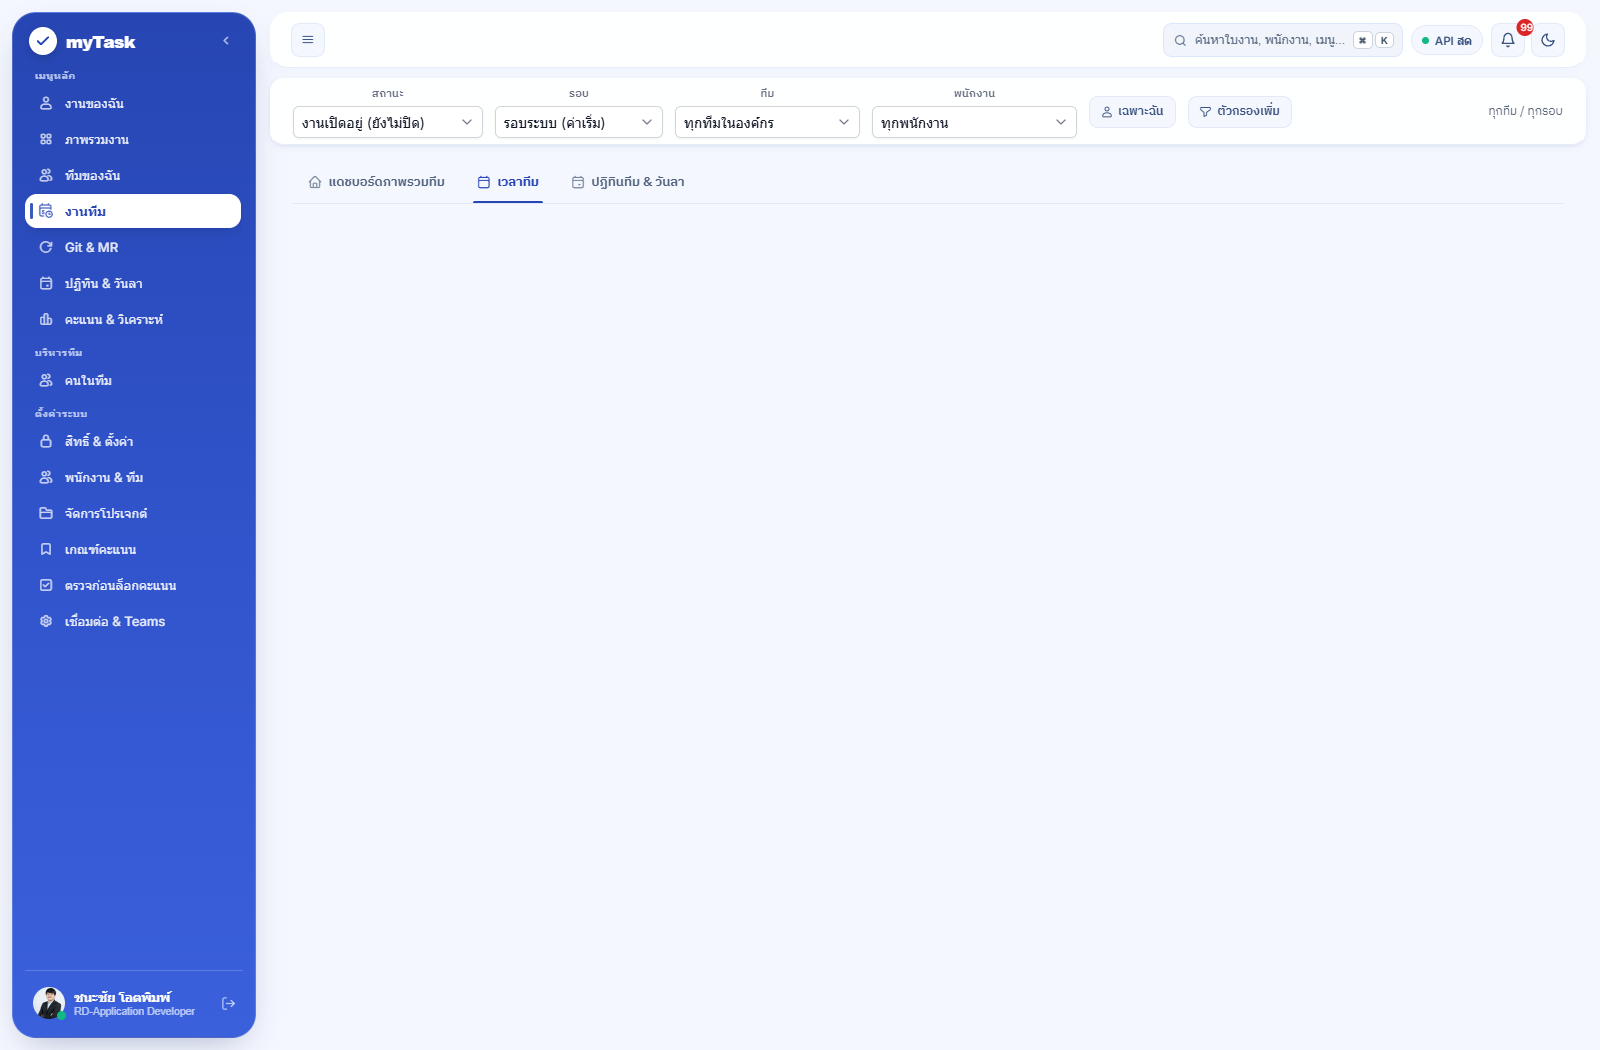 myTask
เมนูหลัก
งานของฉัน
ภาพรวมงาน
ทีมของฉัน
งานทีม
Git & MR
ปฏิทิน & วันลา
คะแนน & วิเคราะห์
บริหารทีม
คนในทีม
ตั้งค่าระบบ
สิทธิ์ & ตั้งค่า
พนักงาน & ทีม
จัดการโปรเจกต์
เกณฑ์คะแนน
ตรวจก่อนล็อกคะแนน
เชื่อมต่อ & Teams
ชนะชัย โอตพิมพ์
RD-Application Developer
ค้นหาใบงาน, พนักงาน, เมนู... ⌘ K
API สด
99
สถานะ
งานเปิดอยู่ (ยังไม่ปิด)
รอบ
รอบระบบ (ค่าเริ่ม)
ทีม
ทุกทีมในองค์กร
พนักงาน
ทุกพนักงาน
เฉพาะฉัน
ตัวกรองเพิ่ม
ทุกทีม / ทุกรอบ
แดชบอร์ดภาพรวมทีม
เวลาทีม
ปฏิทินทีม & วันลา